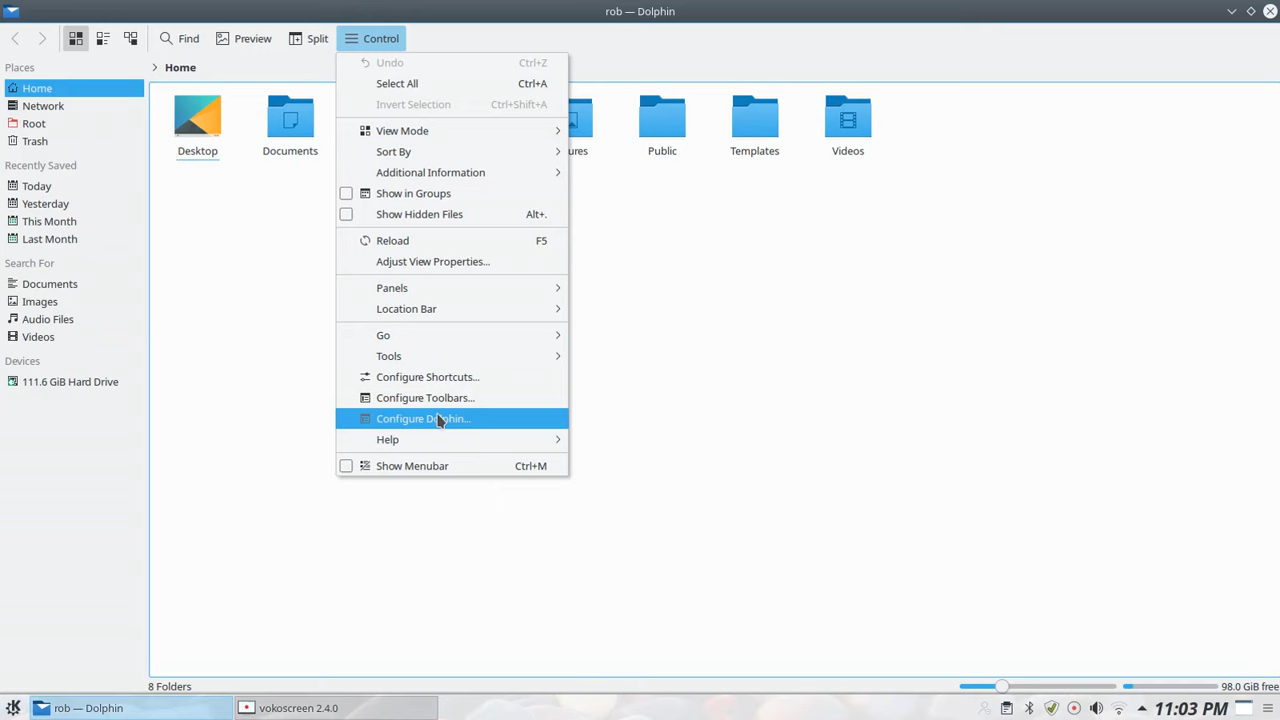 rob — Dolphin
Find
Preview
Split
Control
Places
Home
Network
Root
Trash
Recently Saved
Today
Yesterday
This Month
Last Month
Search For
Documents
Images
Audio Files
Videos
Devices
111.6 GiB Hard Drive
Home
Desktop
Documents
ures
Public
Templates
Videos
Undo Ctrl+Z
Select All Ctrl+A
Invert Selection Ctrl+Shift+A
View Mode
Sort By
Additional Information
Show in Groups
Show Hidden Files Alt+.
Reload F5
Adjust View Properties...
Panels
Location Bar
Go
Tools
Configure Shortcuts...
Configure Toolbars...
Configure Dolphin...
Help
Show Menubar Ctrl+M
8 Folders
98.0 GiB free
rob — Dolphin
vokoscreen 2.4.0
11:03 PM